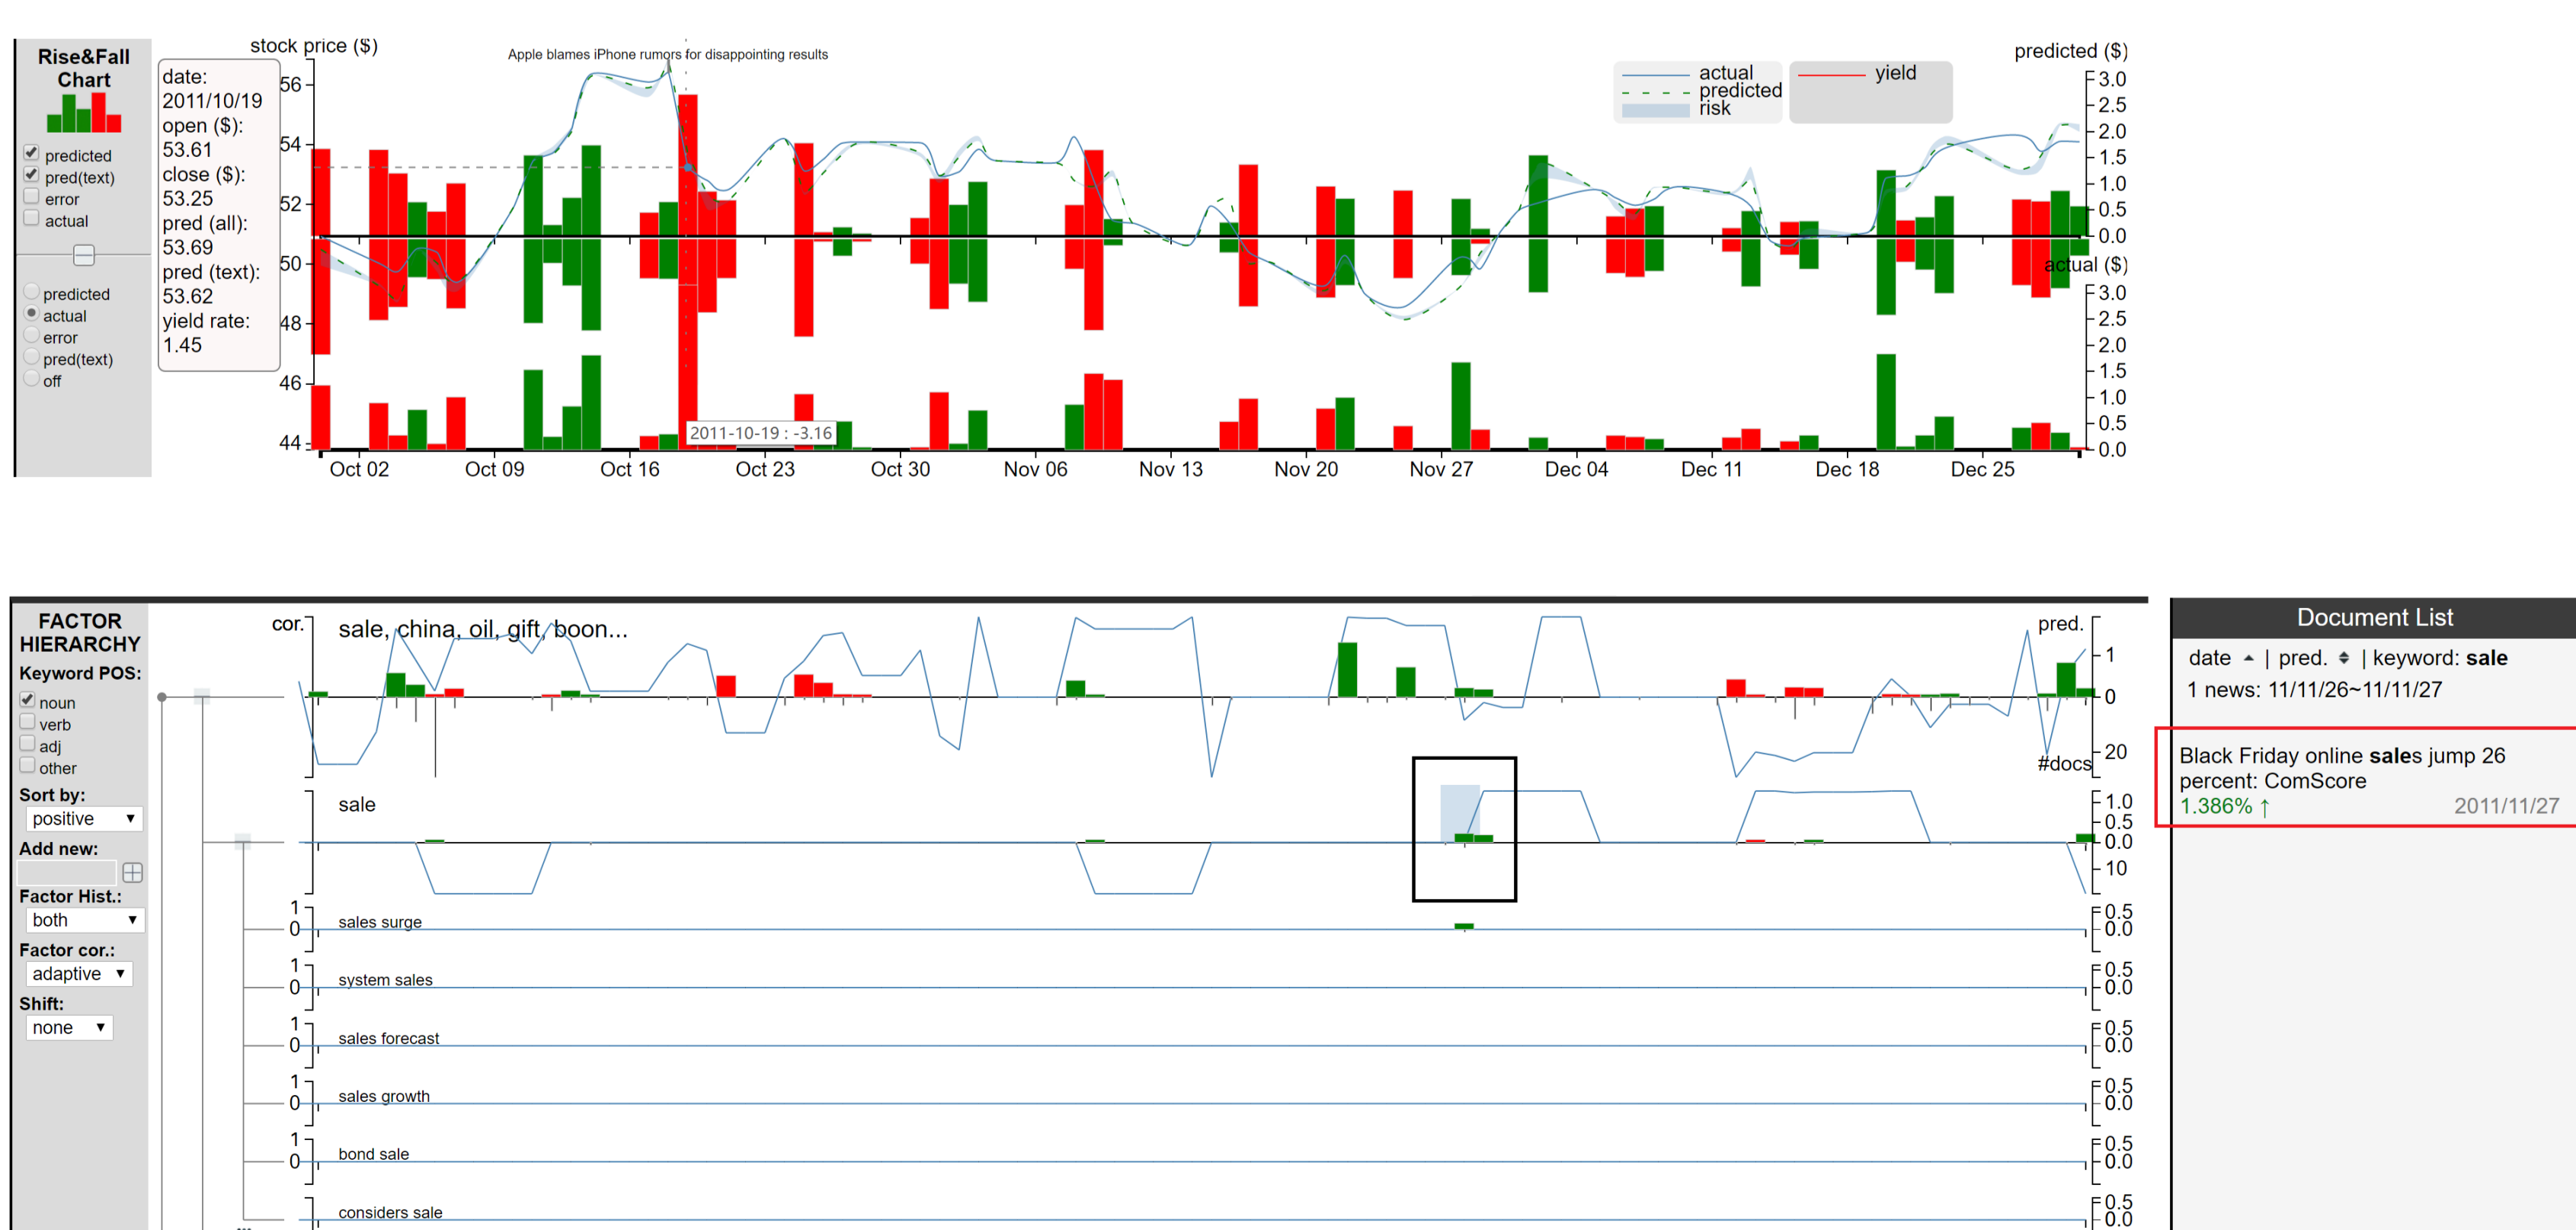 Rise&Fall
Chart
predicted
pred(text)
error
actual
predicted
actual
error
pred(text)
off
date:
2011/10/19
open ($):
53.61
close ($):
53.25
pred (all):
53.69
pred (text):
53.62
yield rate:
1.45
stock price ($)
56
54
52
50
48
46
44
Apple blames iPhone rumors for disappointing results
actual
predicted
risk
yield
predicted ($)
3.0
2.5
2.0
1.5
1.0
0.5
0.0
actual ($)
3.0
2.5
2.0
1.5
1.0
0.5
0.0
2011-10-19 : -3.16
Oct 02 Oct 09 Oct 16 Oct 23 Oct 30 Nov 06 Nov 13 Nov 20 Nov 27 Dec 04 Dec 11 Dec 18 Dec 25
FACTOR
HIERARCHY
Keyword POS:
noun
verb
adj
other
Sort by:
positive
Add new:
Factor Hist.:
both
Factor cor.:
adaptive
Shift:
none
cor.
sale, china, oil, gift, boon...
pred.
1
0
20
#docs
sale
1.0
0.5
0.0
10
1
0
sales surge
0.5
0.0
1
0
system sales
0.5
0.0
1
0
sales forecast
0.5
0.0
1
0
sales growth
0.5
0.0
1
0
bond sale
0.5
0.0
considers sale
0.5
0.0
Document List
date | pred. | keyword: sale
1 news: 11/11/26~11/11/27
Black Friday online sales jump 26
percent: ComScore
1.386% ↑ 2011/11/27